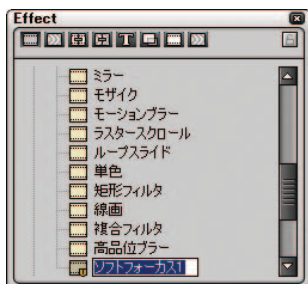 Effect
T
ミラー
モザイク
モーションブラー
ラスタースクロール
ループスライド
単色
矩形フィルタ
線画
複合フィルタ
高品位ブラー
ソフトフォーカス1